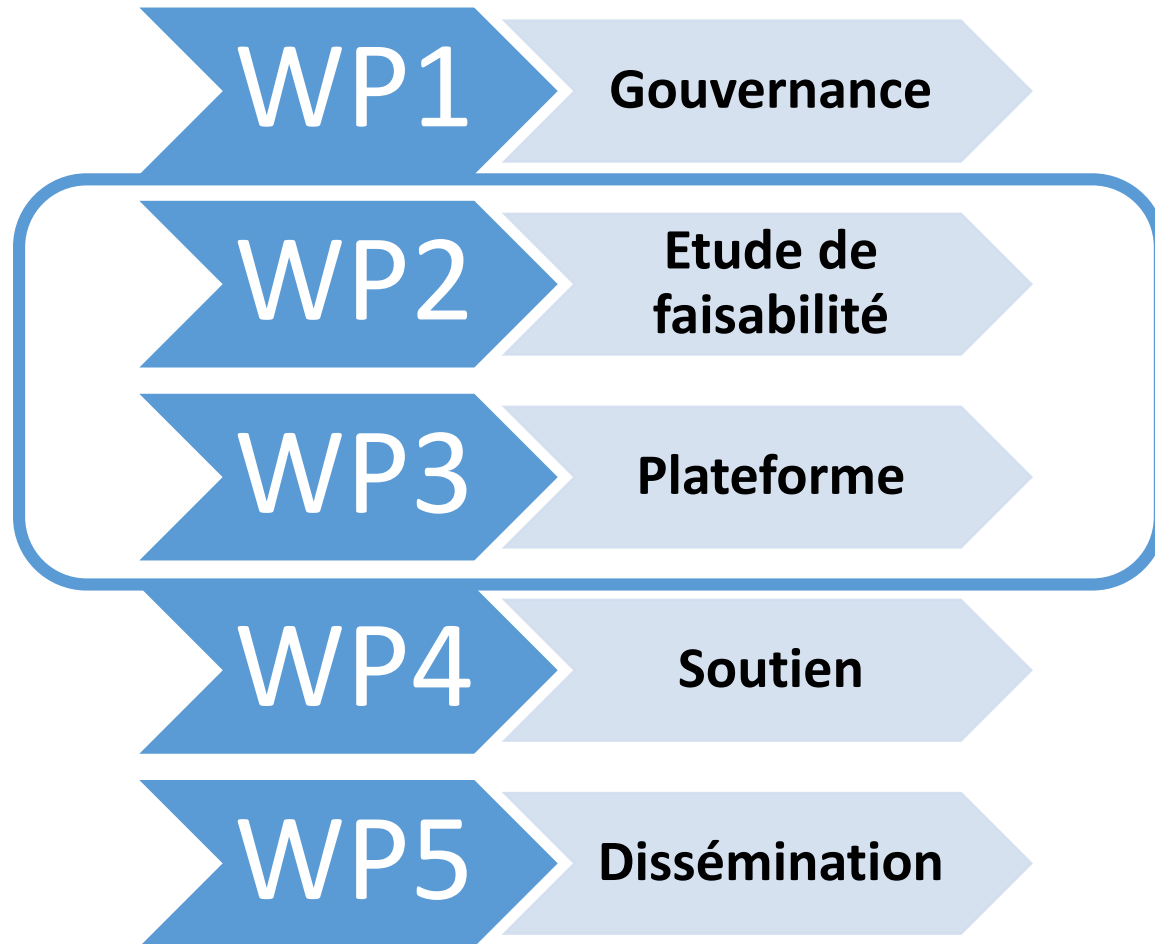 WP1
Gouvernance
WP2
Etude de
faisabilité
WP3
Plateforme
WP4
Soutien
WP5
Dissémination